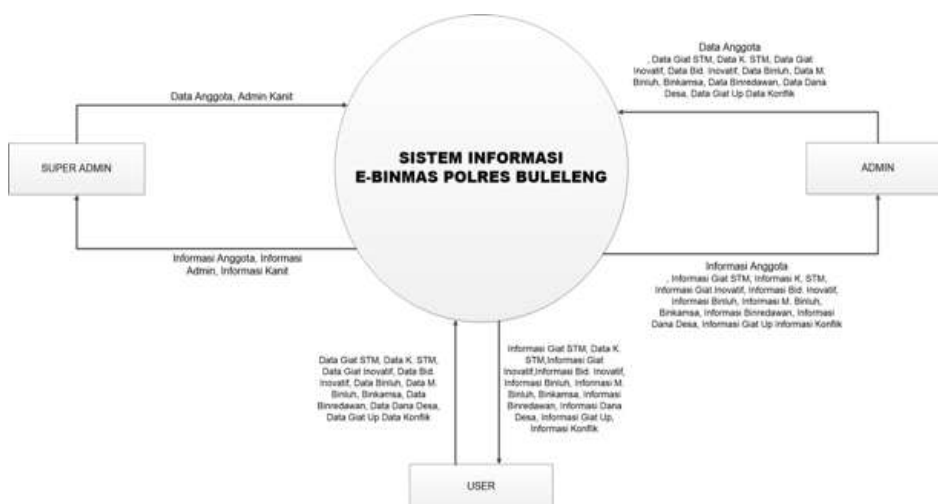 Data Anggota
, Data Giat STM, Data K. STM, Data Giat
Inovatif, Data Bid. Inovatif, Data Binluh, Data M.
Binluh, Binkamsa, Data Binredawan, Data Dana
Desa, Data Giat Up Data Konflik
Data Anggota, Admin Kanit
SUPER ADMIN
SISTEM INFORMASI
E-BINMAS POLRES BULELENG
ADMIN
Informasi Anggota, Informasi
Admin, Informasi Kanit
Informasi Anggota
, Informasi Giat STM, Informasi K, STM,
Informasi Giat Inovatif, Informasi Bid. Inovatif,
Informasi Binluh, Informasi M. Binluh,
Binkamsa, Informasi Binredawan, Informasi
Dana Desa, Informasi Giat Up Informasi Konflik
Data Giat STM, Data K. STM,
Data Giat Inovatif, Data Bid.
Inovatif, Data Binluh, Data M.
Binluh, Binkamsa, Data
Binredawan, Data Dana Desa,
Data Giat Up Data Konflik
Informasi Giat STM, Data K.
STM,Informasi Giat
Inovatif,Informasi Bid. Inovatif,
Informasi Binluh, Informasi M.
Binluh, Binkamsa, Informasi
Binredawan, Informasi Dana
Desa, Informasi Giat Up,
Informasi Konflik
USER